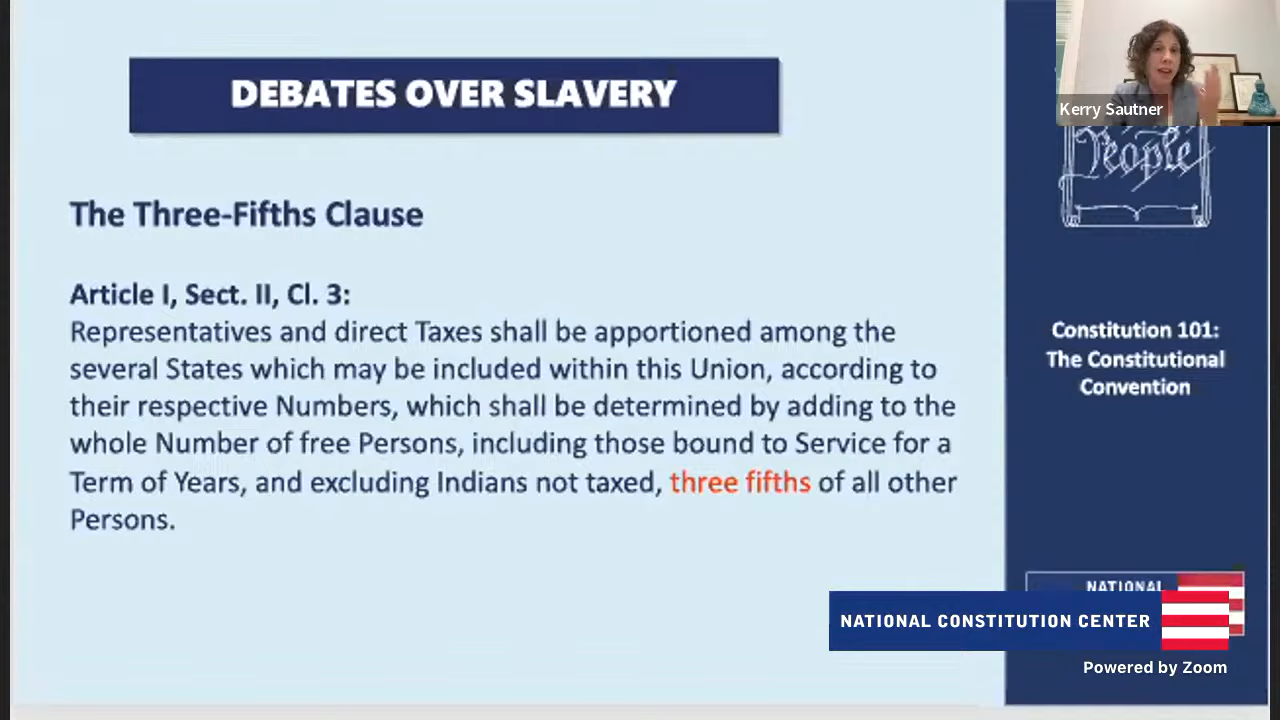 DEBATES OVER SLAVERY
The Three-Fifths Clause
Article I, Sect. II, Cl. 3:
Representatives and direct Taxes shall be apportioned among the
several States which may be included within this Union, according to
their respective Numbers, which shall be determined by adding to the
whole Number of free Persons, including those bound to Service for a
Term of Years, and excluding Indians not taxed, three fifths of all other
Persons.
Kerry Sautner
People
Constitution 101:
The Constitutional
Convention
NATIONAL
NATIONAL CONSTITUTION CENTER
Powered by Zoom